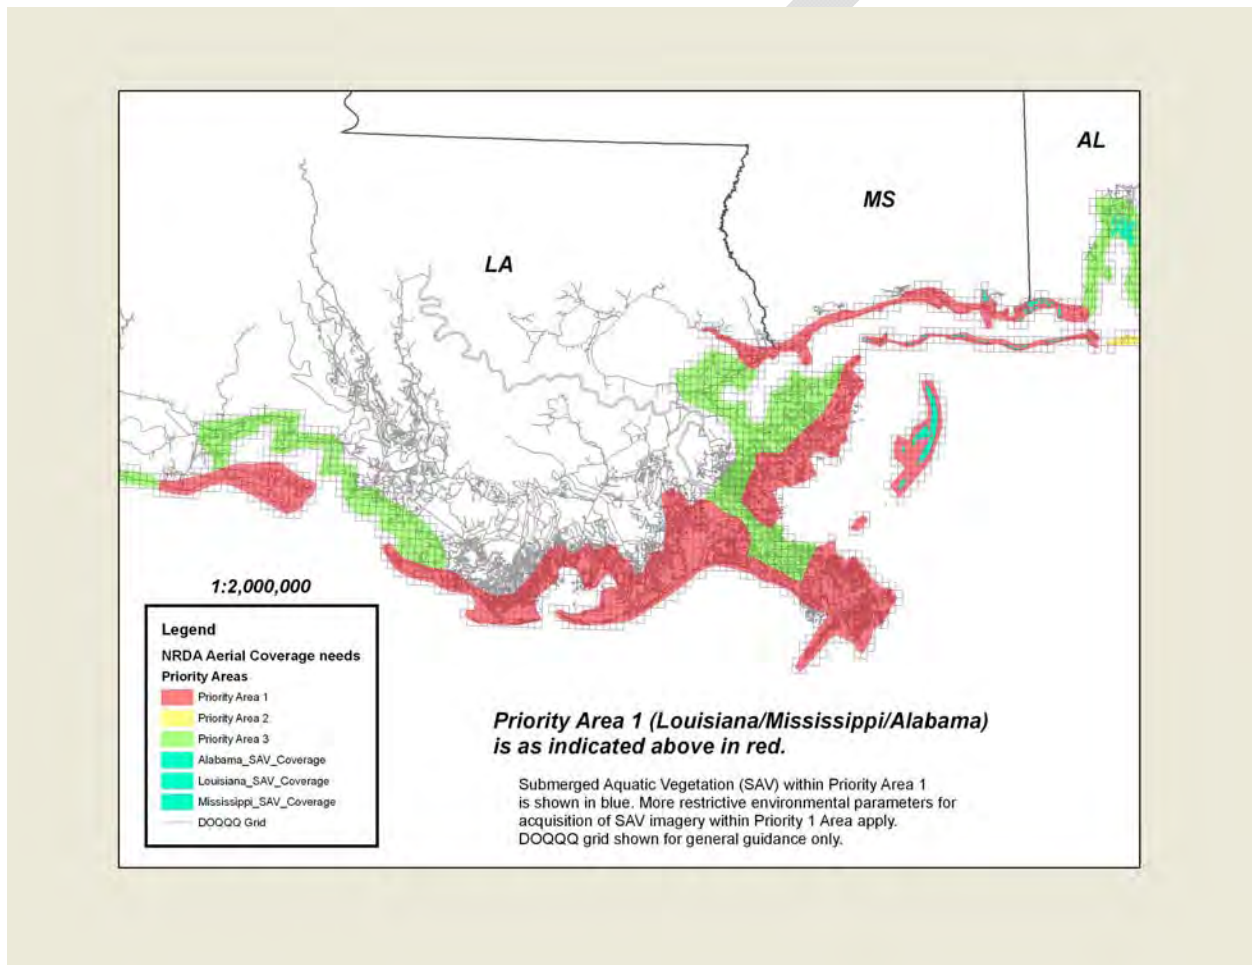 AL
MS
LA
1:2,000,000
Legend
NRDA Aerial Coverage needs
Priority Areas
Priority Area 1
Priority Area 2
Priority Area 3
Alabama_SAV_Coverage
Louisiana_SAV_Coverage
Mississippi_SAV_Coverage
DOQQQ Grid
Priority Area 1 (Louisiana/Mississippi/Alabama)
is as indicated above in red.
Submerged Aquatic Vegetation (SAV) within Priority Area 1
is shown in blue. More restrictive environmental parameters for
acquisition of SAV imagery within Priority 1 Area apply.
DOQQQ grid shown for general guidance only.